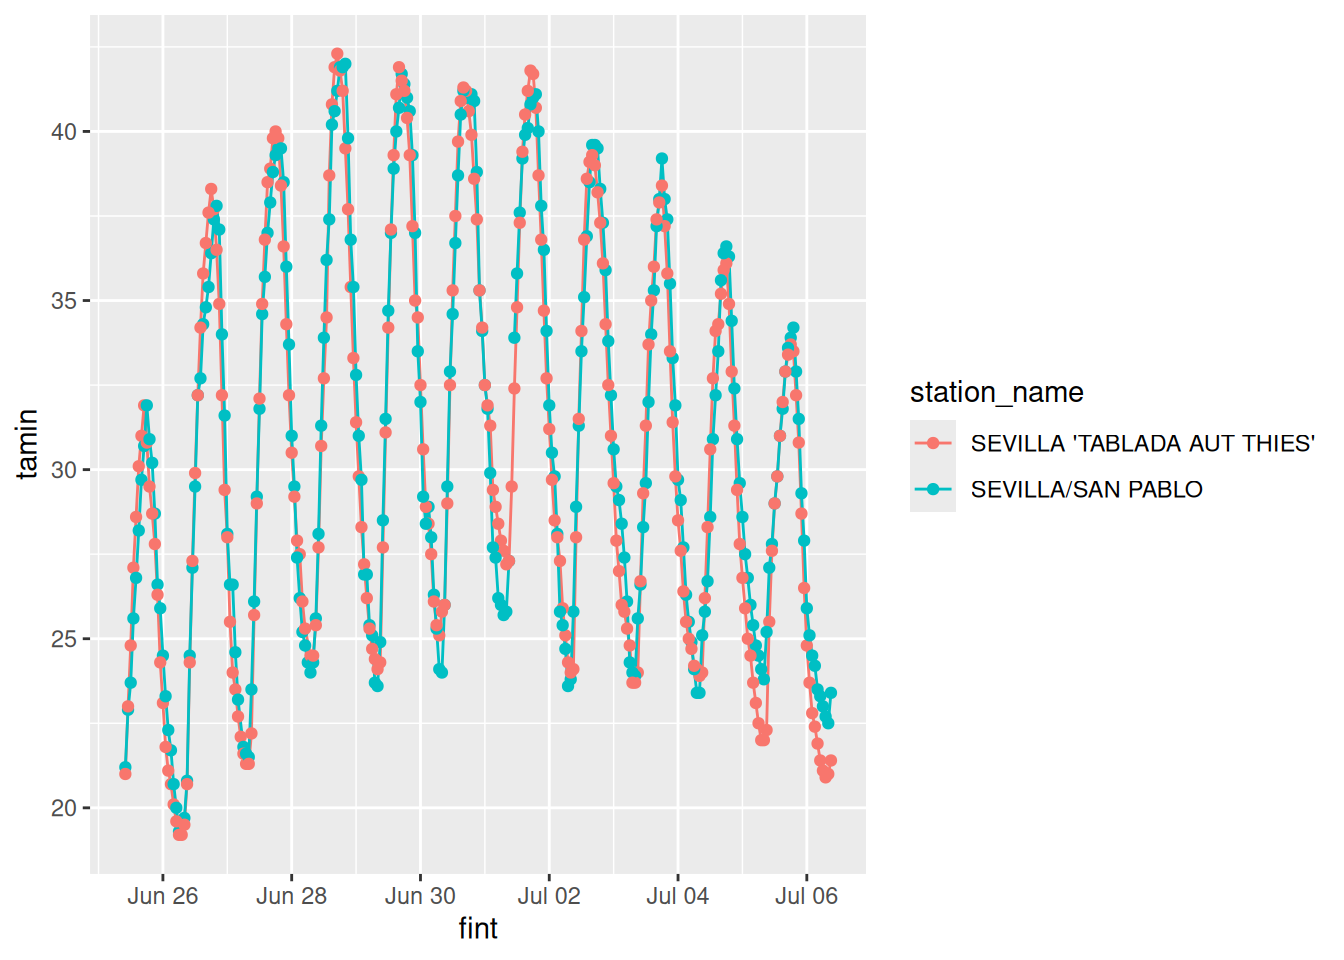 tamin
40
35
30
25
20
Jun 26 Jun 28 Jun 30 Jul 02 Jul 04 Jul 06
fint
station_name
SEVILLA 'TABLADA AUT THIES'
SEVILLA/SAN PABLO